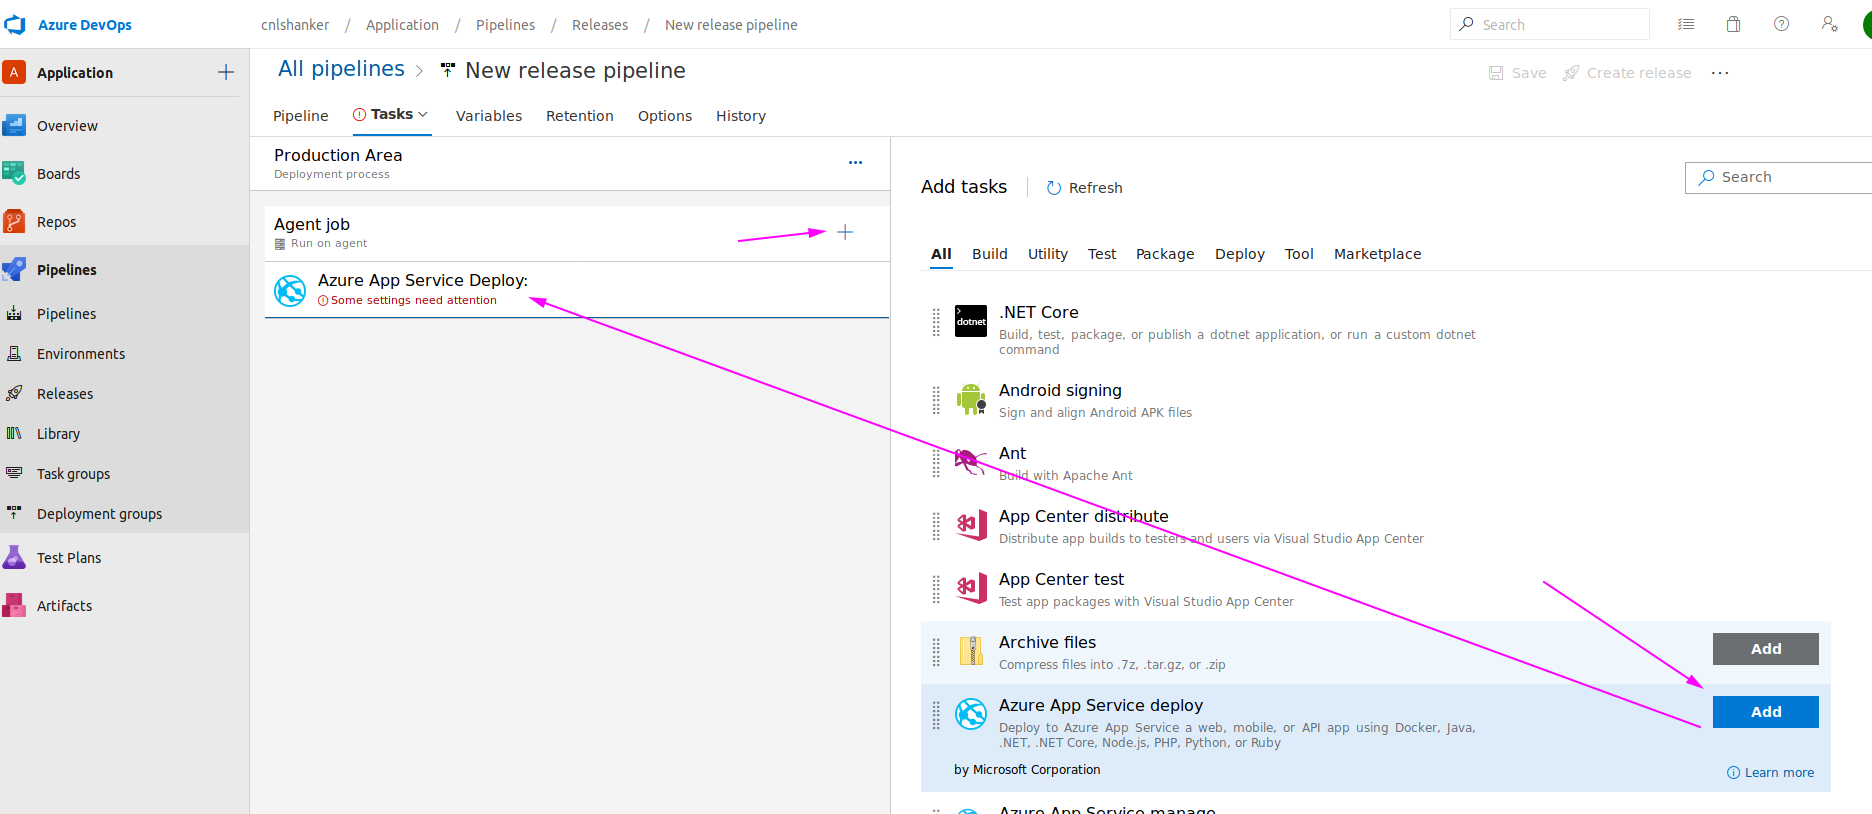 Azure DevOps
cnlshanker / Application / Pipelines / Releases / New release pipeline
Search
A Application
Overview
Boards
Repos
Pipelines
Pipelines
Environments
Releases
Library
Task groups
Deployment groups
Test Plans
Artifacts
All pipelines > New release pipeline
Save Create release ...
Pipeline Tasks Variables Retention Options History
Production Area
Deployment process
...
Agent job
Run on agent
Azure App Service Deploy:
Some settings need attention
Add tasks Refresh
Search
All Build Utility Test Package Deploy Tool Marketplace
dotnet
.NET Core
Build, test, package, or publish a dotnet application, or run a custom dotnet
command
Android signing
Sign and align Android APK files
Ant
Build with Apache Ant
App Center distribute
Distribute app builds to testers and users via Visual Studio App Center
App Center test
Test app packages with Visual Studio App Center
Archive files
Compress files into .7z, .tar.gz, or .zip
Add
Azure App Service deploy
Deploy to Azure App Service a web, mobile, or API app using Docker, Java,
.NET, .NET Core, Node.js, PHP, Python, or Ruby
Add
by Microsoft Corporation
Learn more
Azure App Service manage